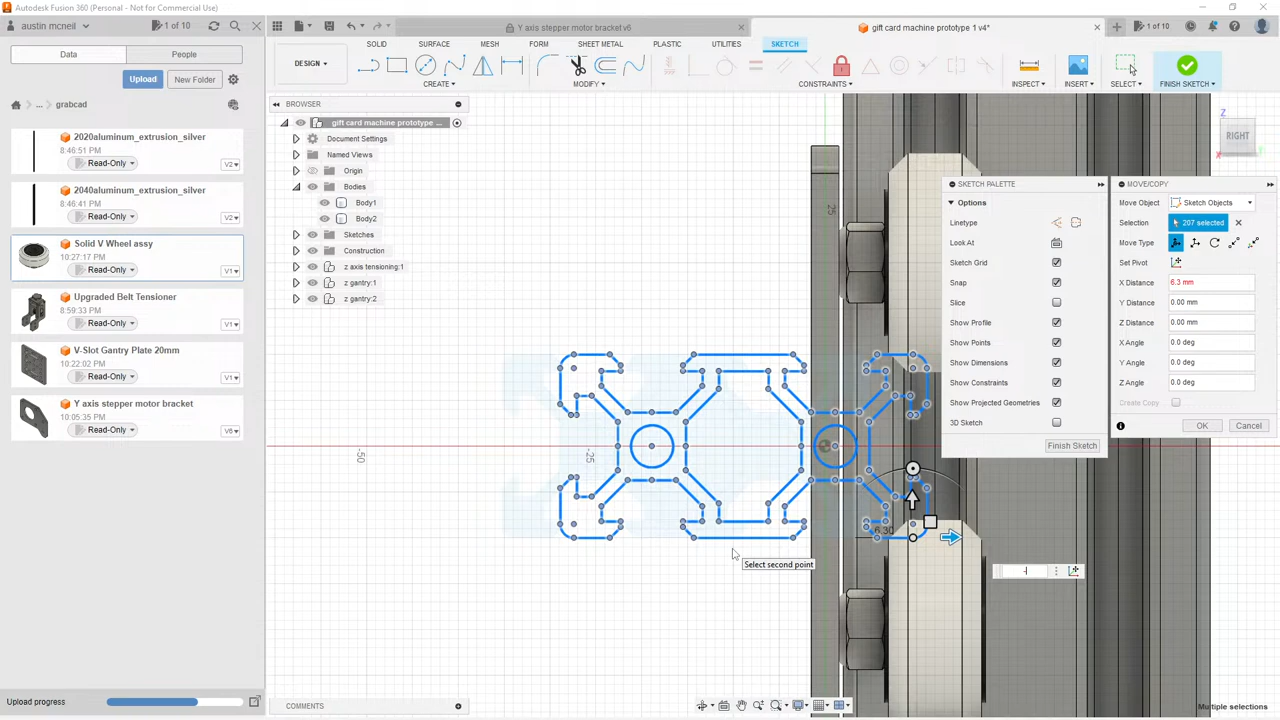 Autodesk Fusion 360 (Personal - Not for Commercial Use)
austin mcneil
1 of 10
Y axis stepper motor bracket v6
gift card machine prototype 1 v4*
1 of 10
Data
People
Upload
New Folder
...
grabcad
2020aluminum_extrusion_silver
8:46:51 PM
Read-Only
V2
2040aluminum_extrusion_silver
8:46:41 PM
Read-Only
V2
Solid V Wheel assy
10:27:17 PM
Read-Only
V1
Upgraded Belt Tensioner
8:59:33 PM
Read-Only
V1
V-Slot Gantry Plate 20mm
10:22:02 PM
Read-Only
V1
Y axis stepper motor bracket
10:05:35 PM
Read-Only
V6
Upload progress
DESIGN
SOLID
SURFACE
MESH
FORM
SHEET METAL
PLASTIC
UTILITIES
SKETCH
CREATE
MODIFY
CONSTRAINTS
INSPECT
INSERT
SELECT
FINISH SKETCH
BROWSER
gift card machine prototype ...
Document Settings
Named Views
Origin
Bodies
Body1
Body2
Sketches
Construction
z axis tensioning:1
z gantry:1
z gantry:2
RIGHT
Z
X
SKETCH PALETTE
Options
Linetype
Look At
Sketch Grid
Snap
Slice
Show Profile
Show Points
Show Dimensions
Show Constraints
Show Projected Geometries
3D Sketch
Finish Sketch
MOVE/COPY
Move Object
Sketch Objects
Selection
207 selected
Move Type
Set Pivot
X Distance
6.3 mm
Y Distance
0.00 mm
Z Distance
0.00 mm
X Angle
0.0 deg
Y Angle
0.0 deg
Z Angle
0.0 deg
Create Copy
OK
Cancel
25
-50
-25
6.30
-
Select second point
COMMENTS
Multiple selections